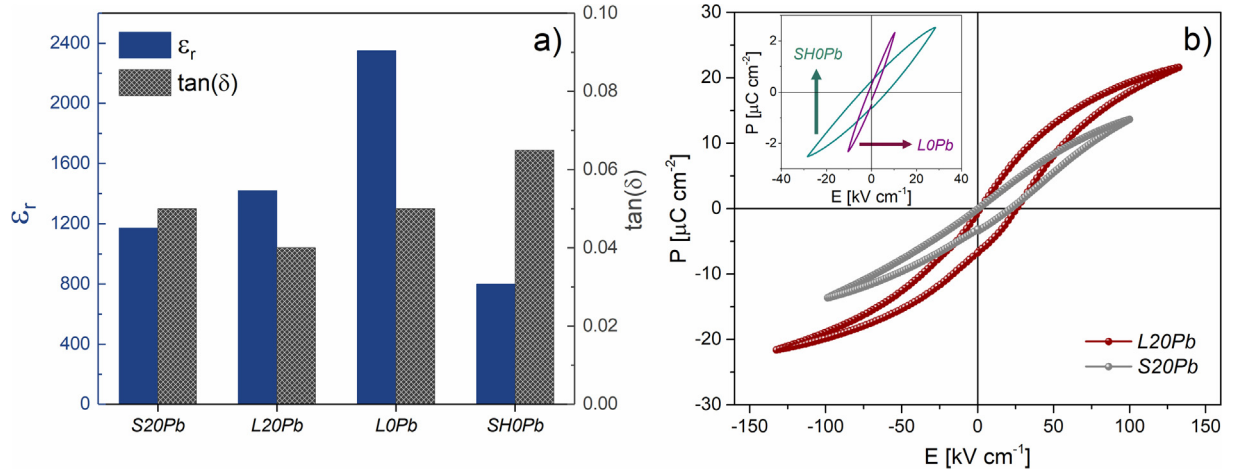 a)
εr
tan(δ)
2400
2000
1600
1200
800
400
0
εr
0.10
0.08
0.06
0.04
0.02
0.00
tan(δ)
S20Pb
L20Pb
L0Pb
SH0Pb
b)
30
20
10
0
-10
-20
-30
P [μC cm-2]
-150
-100
-50
0
50
100
150
E [kV cm-1]
L20Pb
S20Pb
SH0Pb
L0Pb
2
0
-2
P [μC cm-2]
-40
-20
0
20
40
E [kV cm-1]